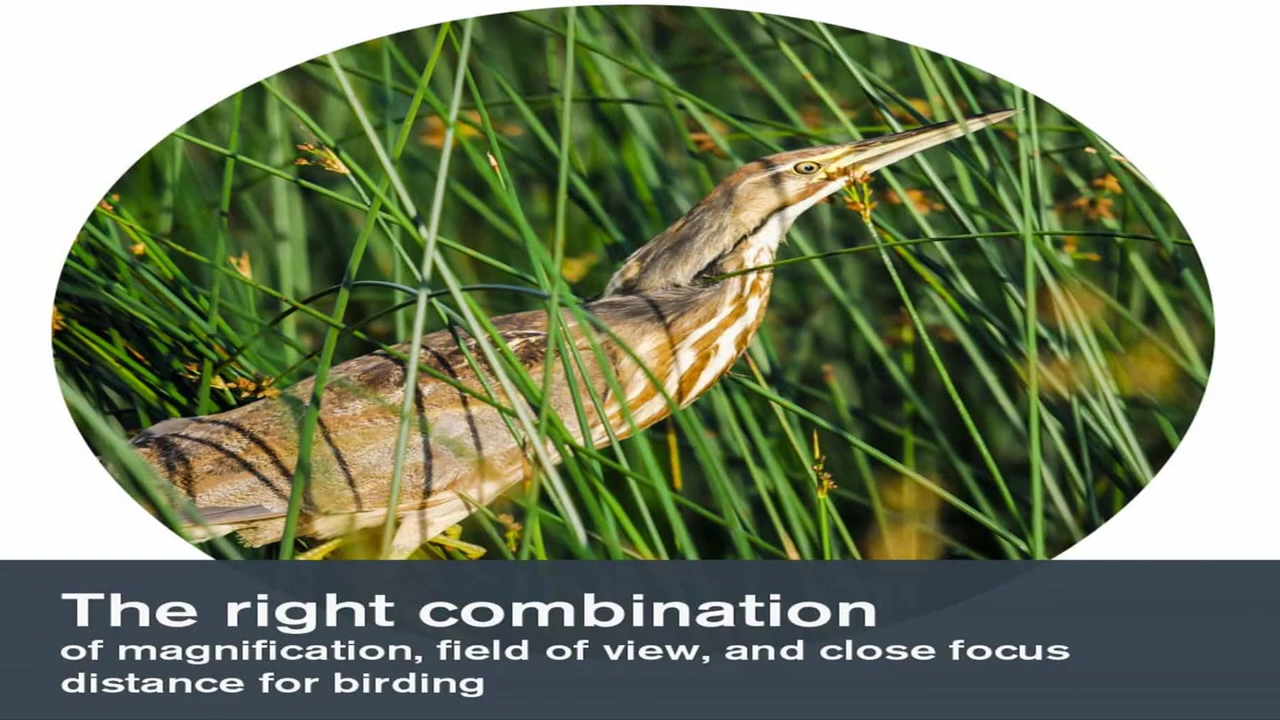 The right combination
of magnification, field of view, and close focus
distance for birding